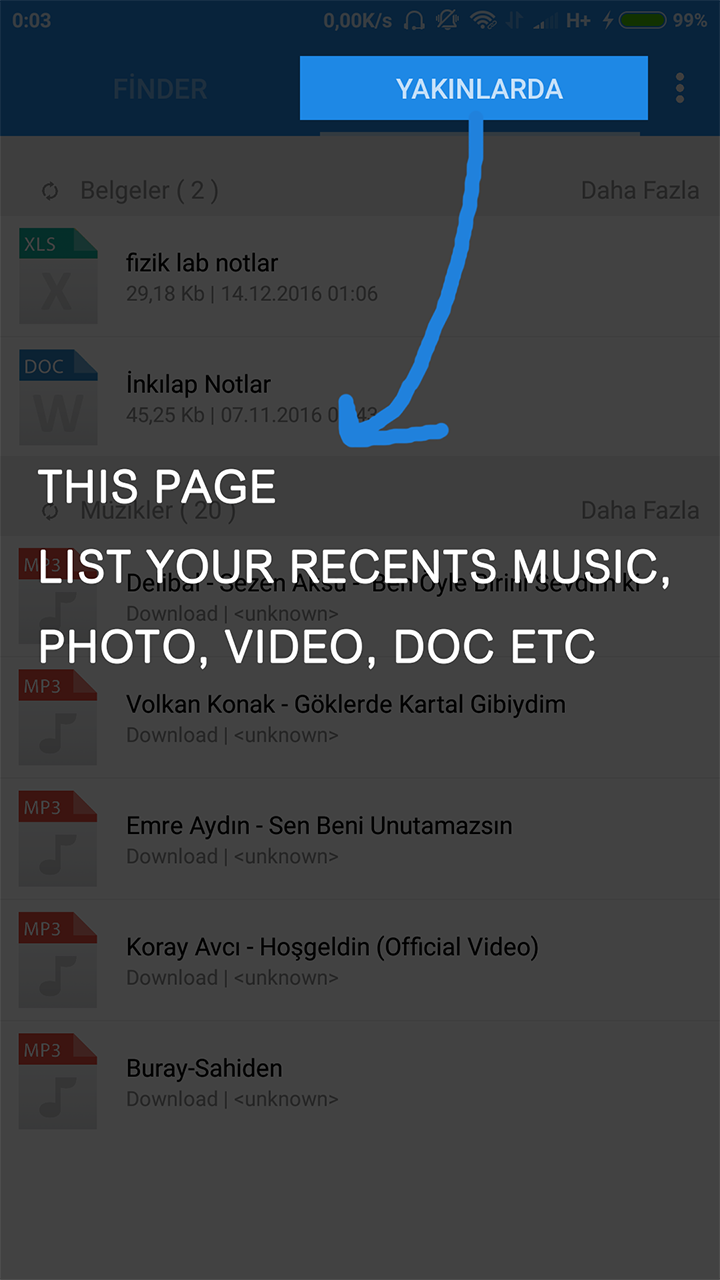 0:03 0,00K/s H+ 99%
FİNDER YAKINLARDA
Belgeler ( 2 ) Daha Fazla
XLS
X
fizik lab notlar
29,18 Kb | 14.12.2016 01:06
DOC
W
İnkılap Notlar
45,25 Kb | 07.11.2016
THIS PAGE
Müzikler ( 20 ) Daha Fazla
LIST YOUR RECENTS MUSIC,
MP3
Delibal - Sezen Aksu - Ben Öyle Birini Sevdim ki
Download | <unknown>
PHOTO, VIDEO, DOC ETC
MP3
Volkan Konak - Göklerde Kartal Gibiydim
Download | <unknown>
MP3
Emre Aydın - Sen Beni Unutamazsın
Download | <unknown>
MP3
Koray Avcı - Hoşgeldin (Official Video)
Download | <unknown>
MP3
Buray-Sahiden
Download | <unknown>